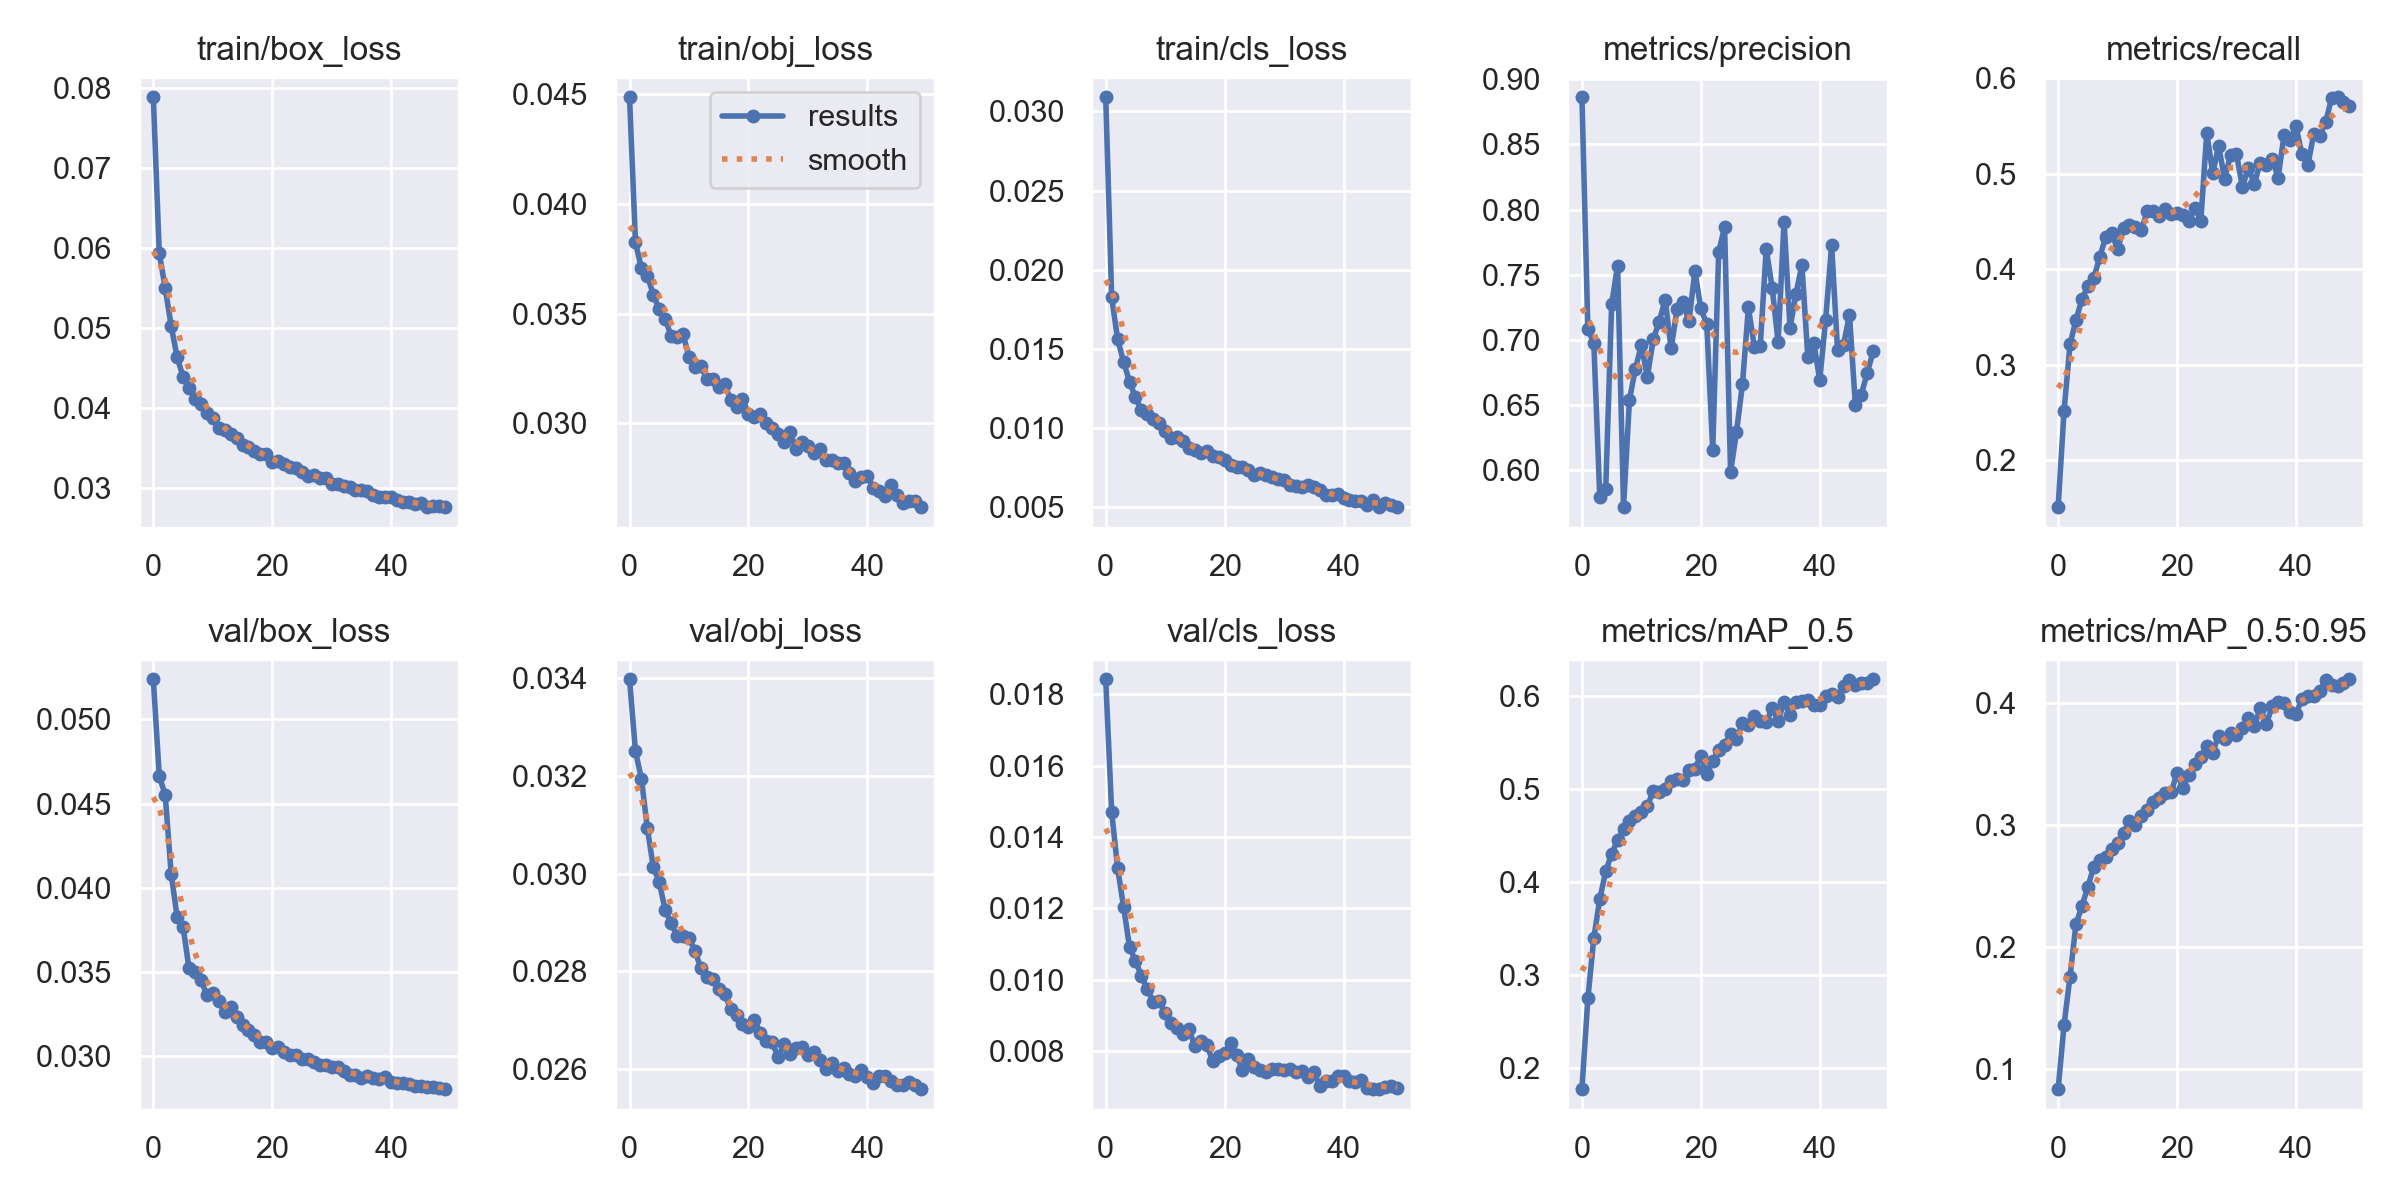 train/box_loss
0.08
0.07
0.06
0.05
0.04
0.03
0 20 40
train/obj_loss
results
smooth
0.045
0.040
0.035
0.030
0 20 40
train/cls_loss
0.030
0.025
0.020
0.015
0.010
0.005
0 20 40
metrics/precision
0.90
0.85
0.80
0.75
0.70
0.65
0.60
0 20 40
metrics/recall
0.6
0.5
0.4
0.3
0.2
0 20 40
val/box_loss
0.050
0.045
0.040
0.035
0.030
0 20 40
val/obj_loss
0.034
0.032
0.030
0.028
0.026
0 20 40
val/cls_loss
0.018
0.016
0.014
0.012
0.010
0.008
0 20 40
metrics/mAP_0.5
0.6
0.5
0.4
0.3
0.2
0 20 40
metrics/mAP_0.5:0.95
0.4
0.3
0.2
0.1
0 20 40